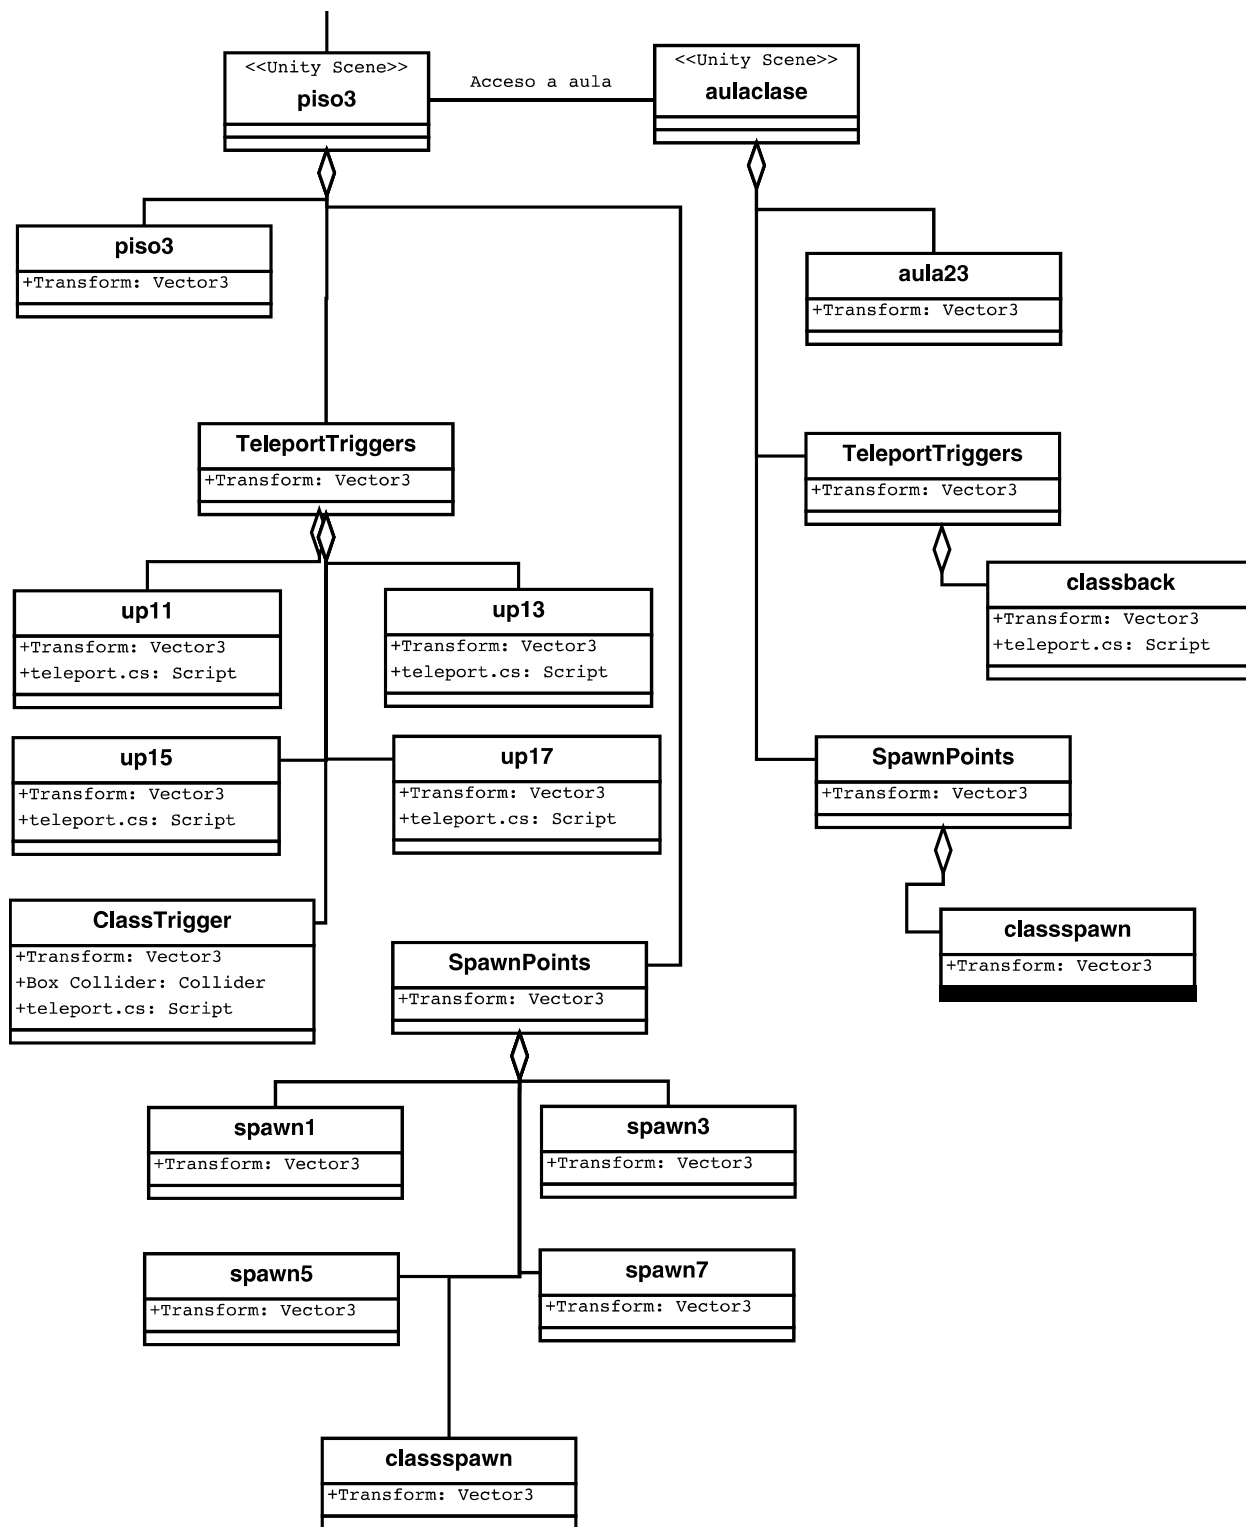 <<Unity Scene>>
piso3
Acceso a aula
<<Unity Scene>>
aulaclase
piso3
+Transform: Vector3
aula23
+Transform: Vector3
TeleportTriggers
+Transform: Vector3
TeleportTriggers
+Transform: Vector3
up11
+Transform: Vector3
+teleport.cs: Script
up13
+Transform: Vector3
+teleport.cs: Script
classback
+Transform: Vector3
+teleport.cs: Script
up15
+Transform: Vector3
+teleport.cs: Script
up17
+Transform: Vector3
+teleport.cs: Script
SpawnPoints
+Transform: Vector3
ClassTrigger
+Transform: Vector3
+Box Collider: Collider
+teleport.cs: Script
SpawnPoints
+Transform: Vector3
classspawn
+Transform: Vector3
spawn1
+Transform: Vector3
spawn3
+Transform: Vector3
spawn5
+Transform: Vector3
spawn7
+Transform: Vector3
classspawn
+Transform: Vector3